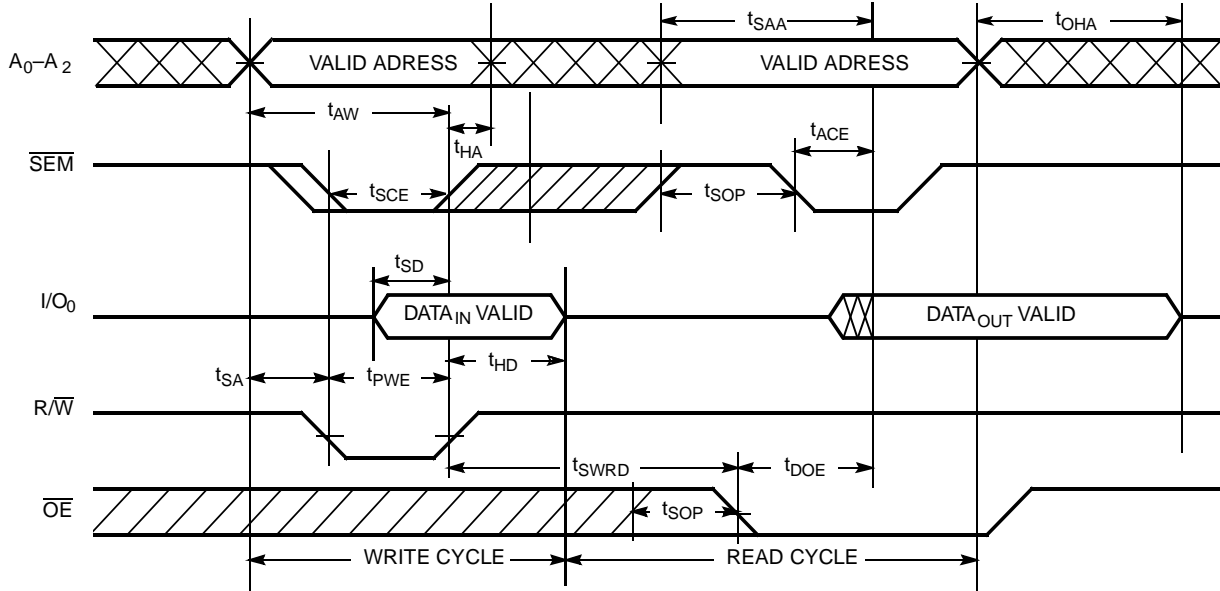 tSAA
tOHA
A0–A2
VALID ADRESS
VALID ADRESS
tAW
tHA
tACE
SEM
tSCE
tSOP
tSD
I/O0
DATAIN VALID
DATAOUT VALID
tSA
tPWE
tHD
R/W
tSWRD
tDOE
OE
tSOP
WRITE CYCLE
READ CYCLE